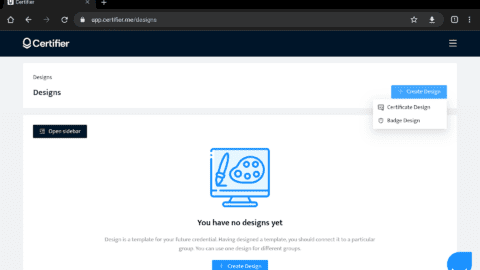 Certifier
app.certifier.me/designs
Certifier
Designs
Designs
+ Create Design
Certificate Design
Badge Design
Open sidebar
You have no designs yet
Design is a template for your future credential. Having designed a template, you should connect it to a particular
group. You can use one design for different groups.
+ Create Design